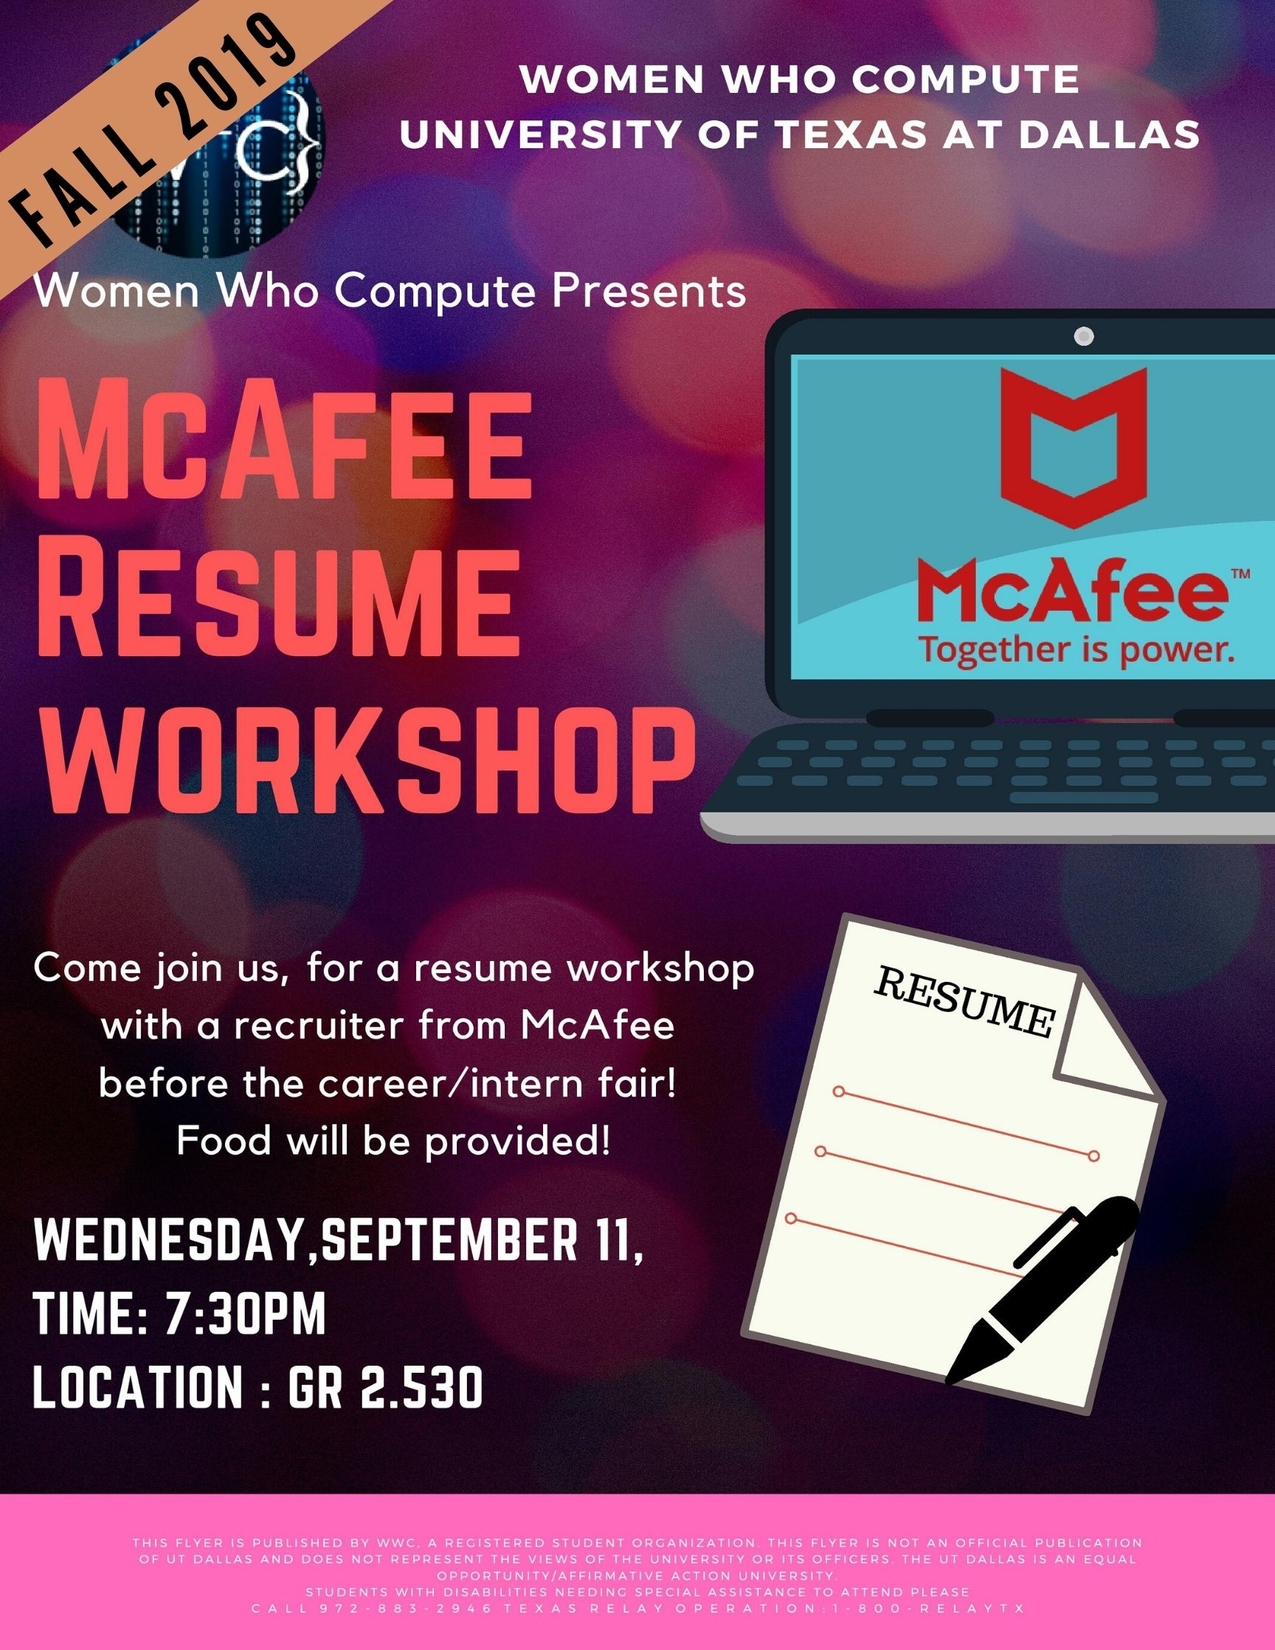 FALL 2019
C}
WOMEN WHO COMPUTE
UNIVERSITY OF TEXAS AT DALLAS
Women Who Compute Presents
McAfee
Resume
workshop
McAfee™
Together is power.
Come join us, for a resume workshop
with a recruiter from McAfee
before the career/intern fair!
Food will be provided!
RESUME
WEDNESDAY,SEPTEMBER 11,
TIME: 7:30PM
LOCATION : GR 2.530
THIS FLYER IS PUBLISHED BY WWC, A REGISTERED STUDENT ORGANIZATION. THIS FLYER IS NOT AN OFFICIAL PUBLICATION
OF UT DALLAS AND DOES NOT REPRESENT THE VIEWS OF THE UNIVERSITY OR ITS OFFICERS. THE UT DALLAS IS AN EQUAL
OPPORTUNITY/AFFIRMATIVE ACTION UNIVERSITY.
STUDENTS WITH DISABILITIES NEEDING SPECIAL ASSISTANCE TO ATTEND PLEASE
CALL 972-883-2946 TEXAS RELAY OPERATION:1-800-RELAYTX